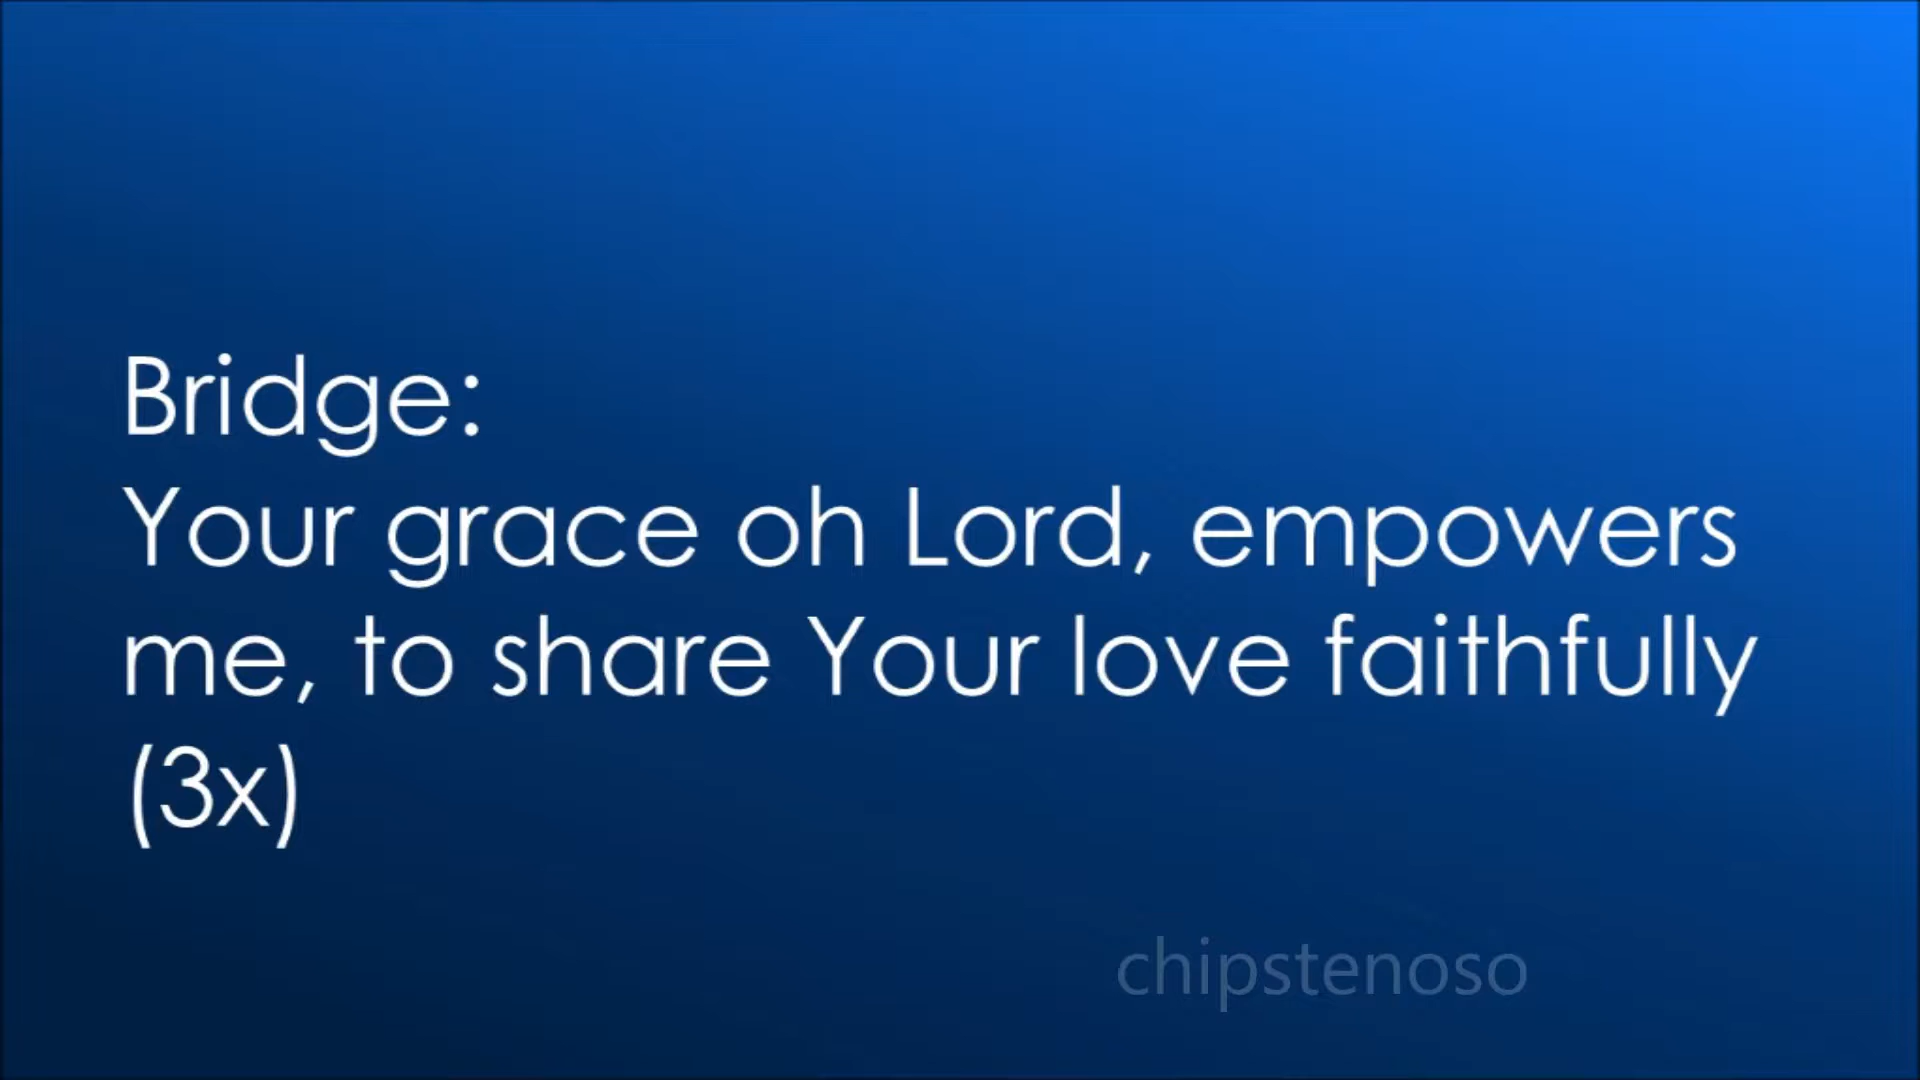 Bridge:
Your grace oh Lord, empowers
me, to share Your love faithfully
(3x)
chipstenoso